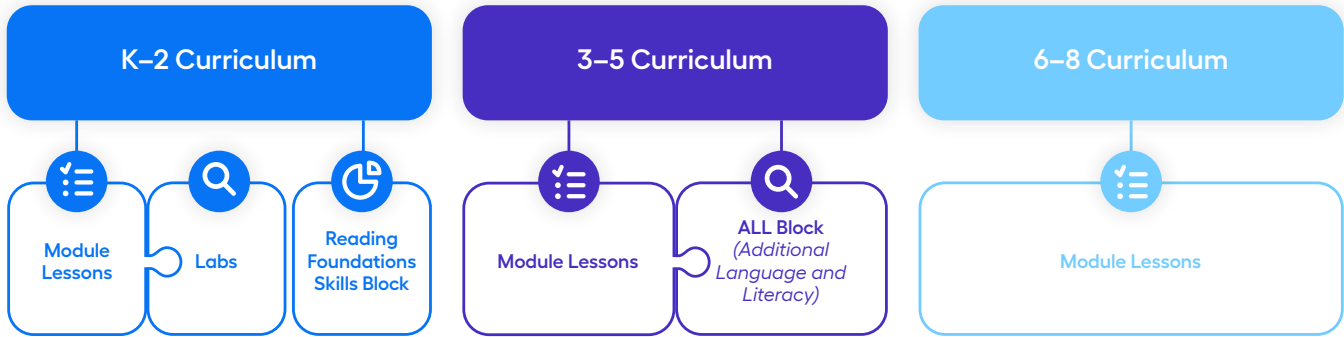 K–2 Curriculum
3–5 Curriculum
6–8 Curriculum
Module
Lessons
Labs
Reading
Foundations
Skills Block
Module Lessons
ALL Block
(Additional
Language and
Literacy)
Module Lessons